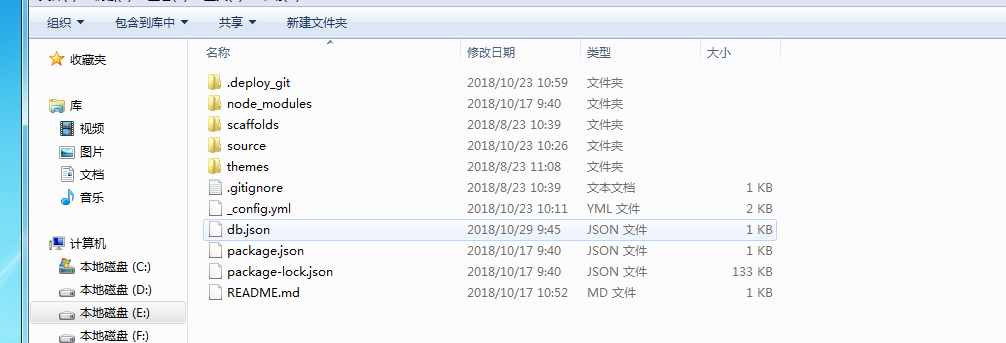 组织 包含到库中 共享 新建文件夹
名称 修改日期 类型 大小
收藏夹
库
视频
图片
文档
音乐
计算机
本地磁盘 (C:)
本地磁盘 (D:)
本地磁盘 (E:)
本地磁盘 (F:)
.deploy_git 2018/10/23 10:59 文件夹
node_modules 2018/10/17 9:40 文件夹
scaffolds 2018/8/23 10:39 文件夹
source 2018/10/23 10:26 文件夹
themes 2018/8/23 11:08 文件夹
.gitignore 2018/8/23 10:39 文本文档 1 KB
_config.yml 2018/10/23 10:11 YML 文件 2 KB
db.json 2018/10/29 9:45 JSON 文件 1 KB
package.json 2018/10/17 9:40 JSON 文件 1 KB
package-lock.json 2018/10/17 9:40 JSON 文件 133 KB
README.md 2018/10/17 10:52 MD 文件 1 KB